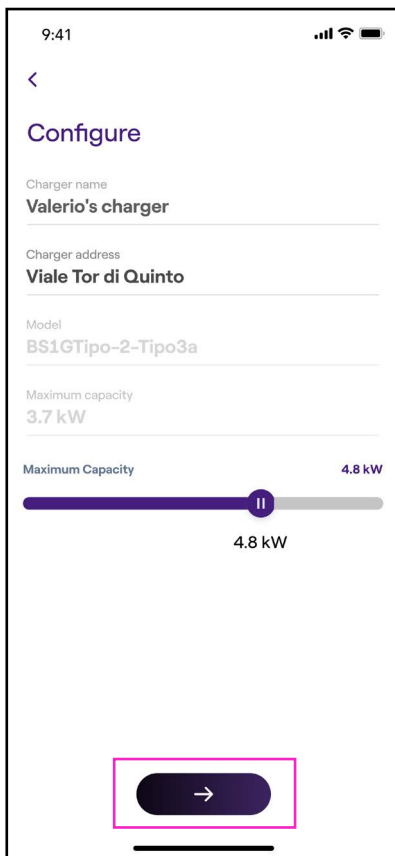 9:41
Configure
Charger name
Valerio's charger
Charger address
Viale Tor di Quinto
Model
BS1GTipo-2-Tipo3a
Maximum capacity
3.7 kW
Maximum Capacity 4.8 kW
4.8 kW